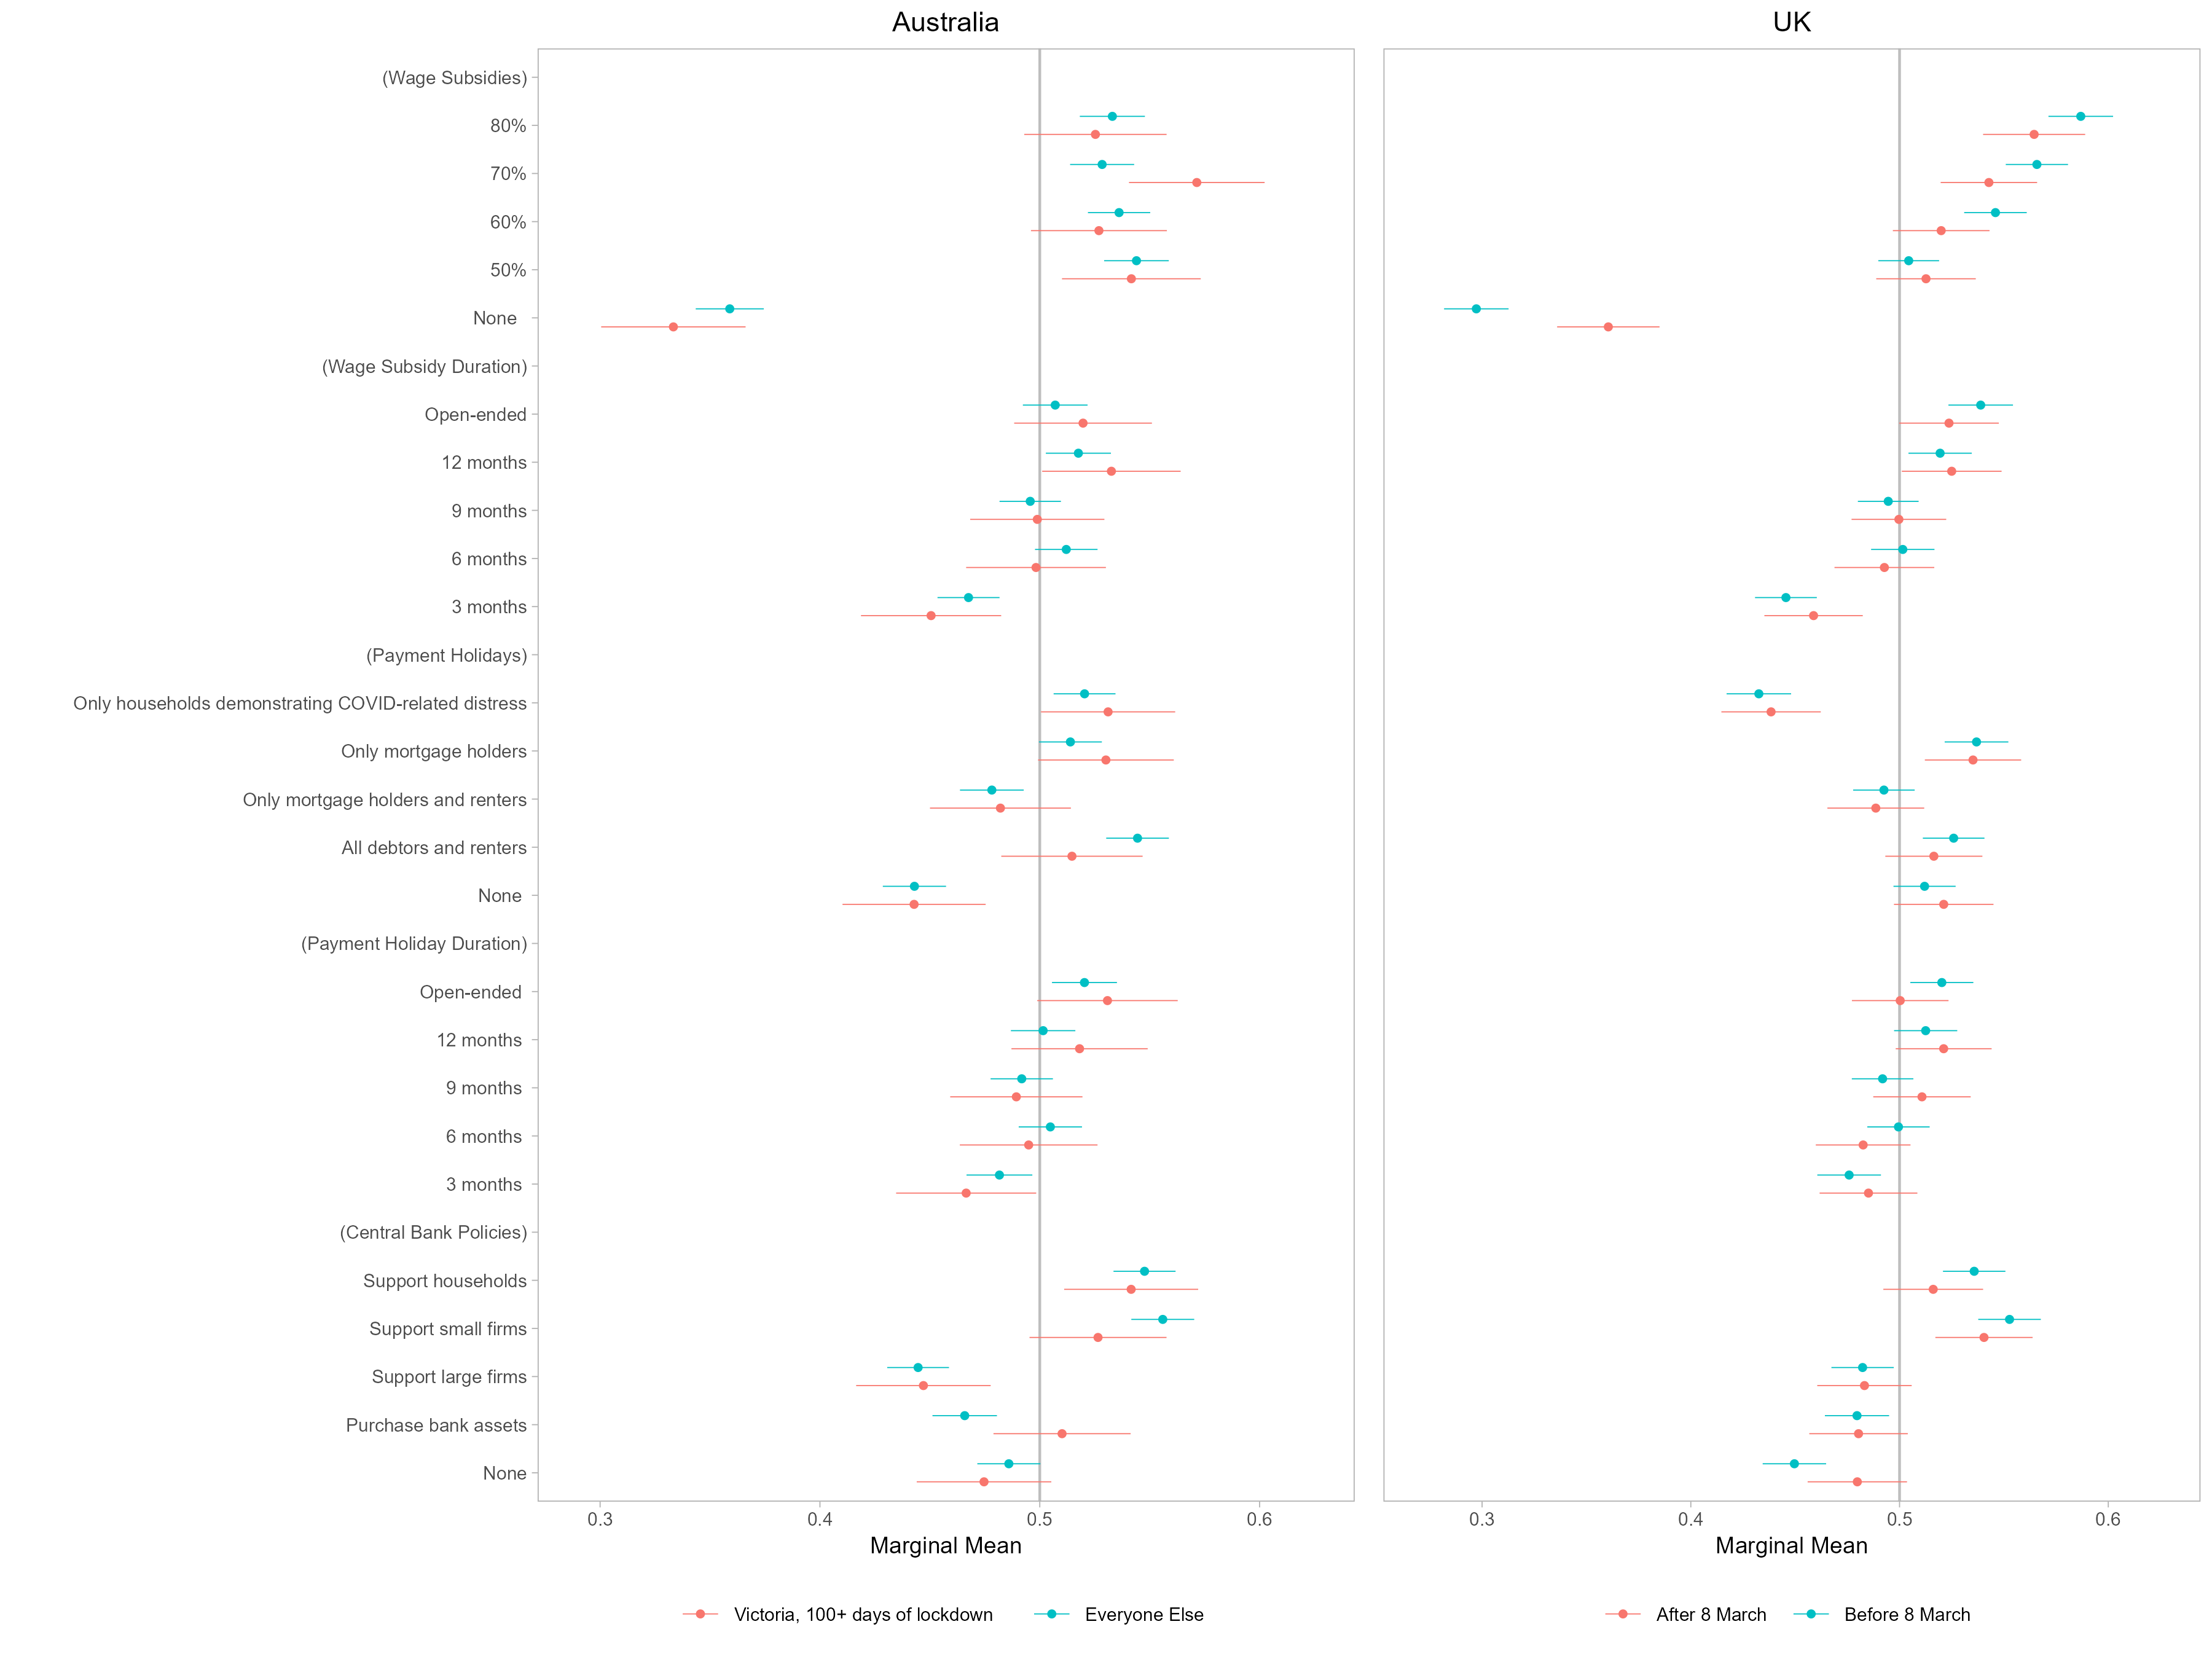 Australia
UK
(Wage Subsidies)
80%
70%
60%
50%
None
(Wage Subsidy Duration)
Open-ended
12 months
9 months
6 months
3 months
(Payment Holidays)
Only households demonstrating COVID-related distress
Only mortgage holders
Only mortgage holders and renters
All debtors and renters
None
(Payment Holiday Duration)
Open-ended
12 months
9 months
6 months
3 months
(Central Bank Policies)
Support households
Support small firms
Support large firms
Purchase bank assets
None
0.3 0.4 0.5 0.6
0.3 0.4 0.5 0.6
Marginal Mean
Marginal Mean
Victoria, 100+ days of lockdown Everyone Else
After 8 March Before 8 March